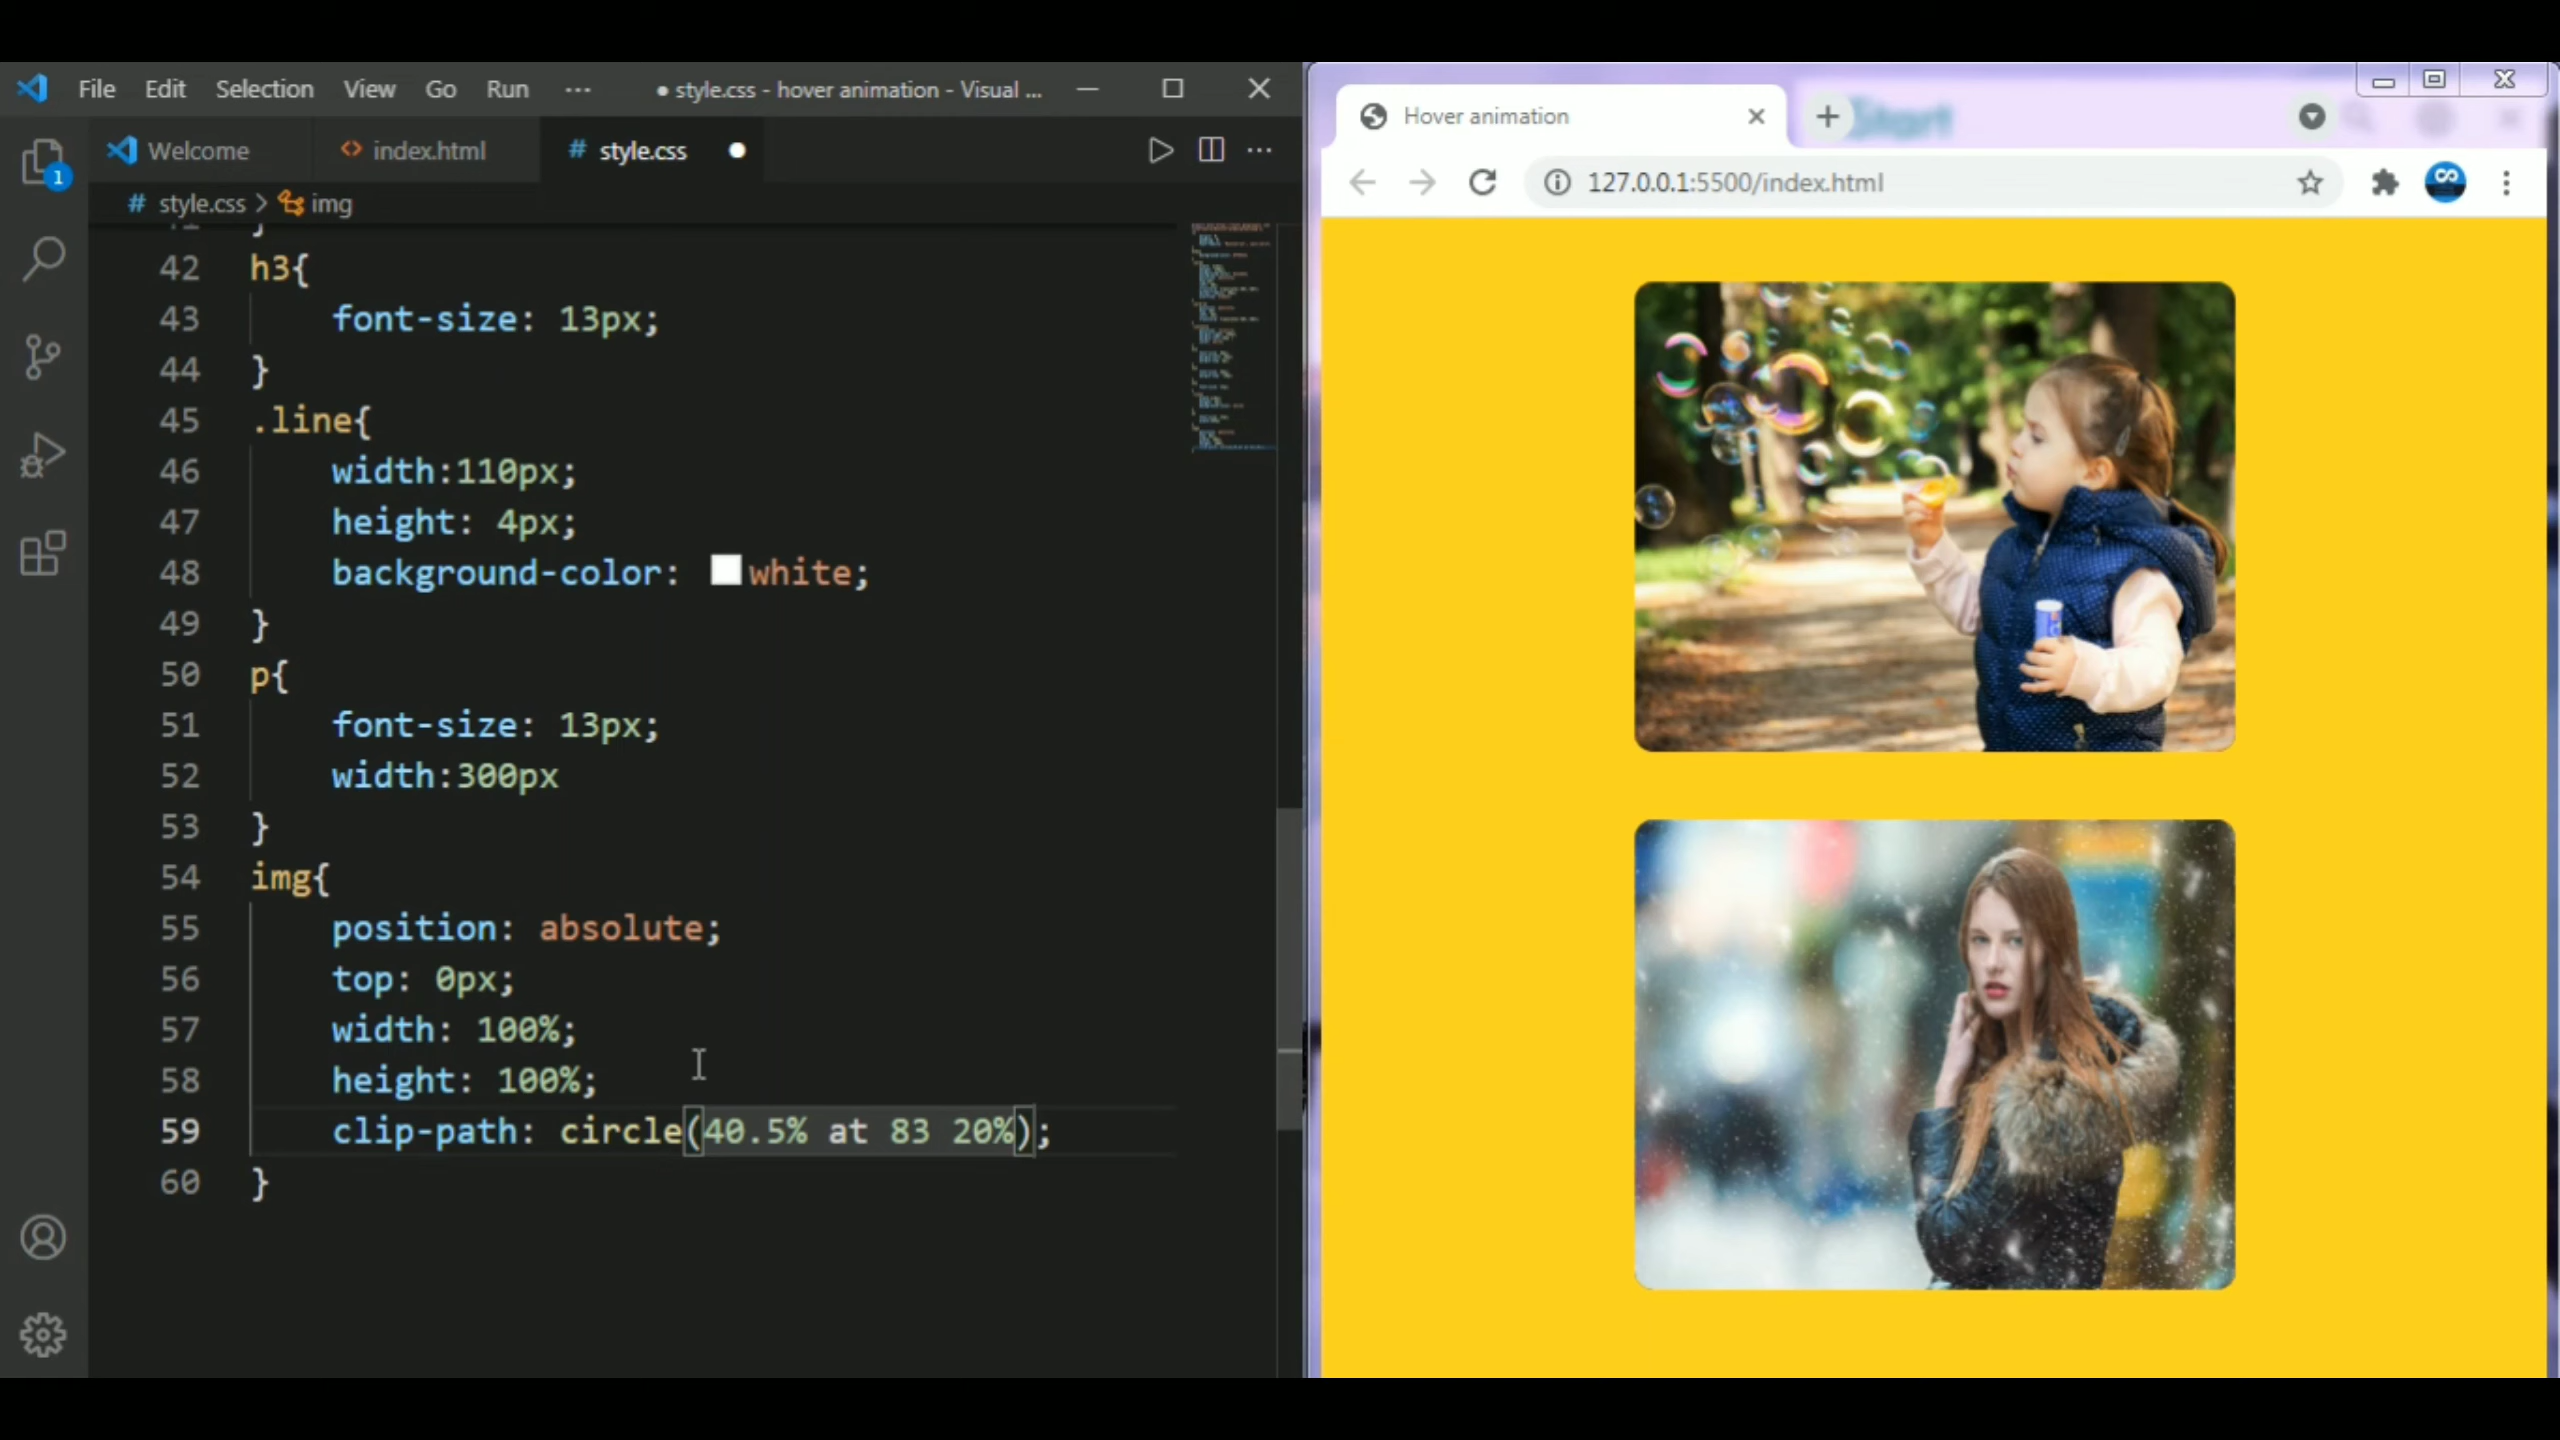 File Edit Selection View Go Run ··· ● style.css - hover animation - Visual ...
Welcome index.html # style.css ●
# style.css > img
1
41 }
42 h3{
43 font-size: 13px;
44 }
45 .line{
46 width:110px;
47 height: 4px;
48 background-color: white;
49 }
50 p{
51 font-size: 13px;
52 width:300px
53 }
54 img{
55 position: absolute;
56 top: 0px;
57 width: 100%;
58 height: 100%;
59 clip-path: circle(40.5% at 83 20%);
60 }
Start
Hover animation
127.0.0.1:5500/index.html